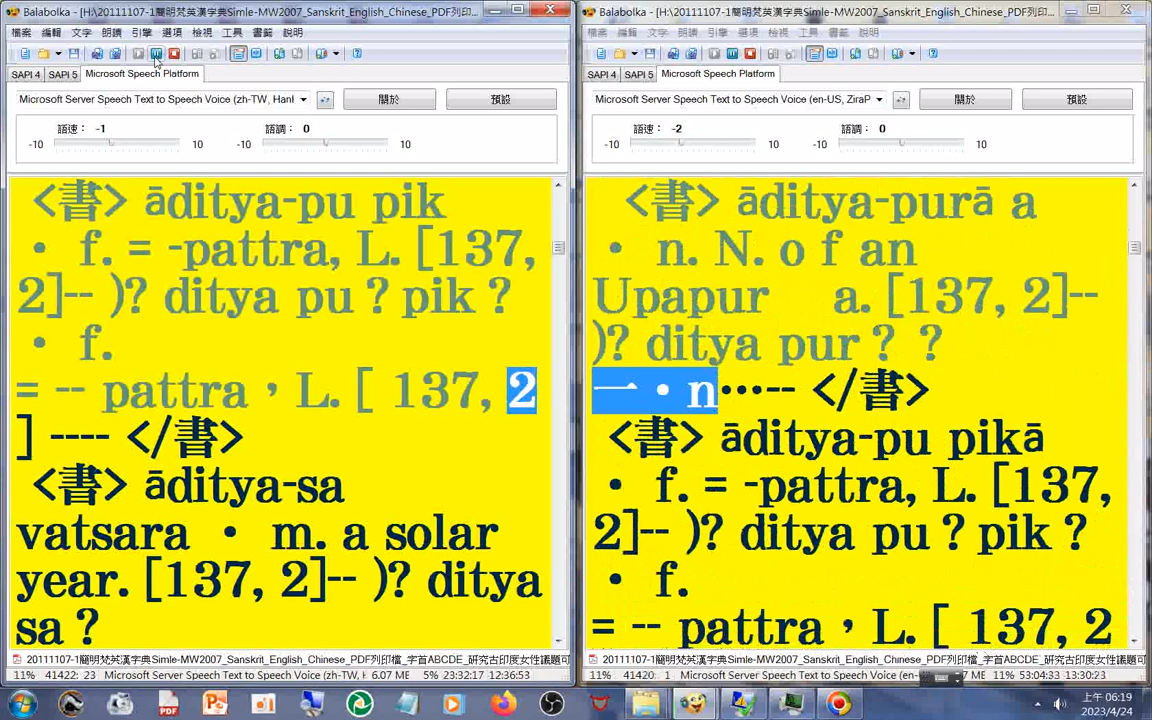 Balabolka - [H:\20111107-1簡明梵英漢字典Simle-MW2007_Sanskrit_English_Chinese_PDF列印...
檔案 編輯 文字 朗讀 引擎 選項 檢視 工具 書籤 說明
SAPI 4 SAPI 5 Microsoft Speech Platform
Microsoft Server Speech Text to Speech Voice (zh-TW, Hanl
關於 預設
語速： -1 語調： 0
-10 10 -10 10
<書> āditya-pu pik
• f. = -pattra, L. [137,
2]-- )? ditya pu ? pik ?
• f.
= -- pattra，L. [ 137, 2
] ---- </書>
<書> āditya-sa
vatsara • m. a solar
year. [137, 2]-- )? ditya
sa ?
20111107-1簡明梵英漢字典Simle-MW2007_Sanskrit_English_Chinese_PDF列印檔_字首ABCDE_研究古印度女性議題可
11% 41422: 23 Microsoft Server Speech Text to Speech Voice (zh-TW, H 6.07 ME 5% 23:32:17 12:36:53
Balabolka - [H:\20111107-1簡明梵英漢字典Simle-MW2007_Sanskrit_English_Chinese_PDF列印...
檔案 編輯 文字 朗讀 引擎 選項 檢視 工具 書籤 說明
SAPI 4 SAPI 5 Microsoft Speech Platform
Microsoft Server Speech Text to Speech Voice (en-US, ZiraP
關於 預設
語速： -2 語調： 0
-10 10 -10 10
<書> āditya-purā a
• n. N. o f an
Upapur a. [137, 2]--
)? ditya pur ? ?
一 • n…-- </書>
<書> āditya-pu pikā
• f. = -pattra, L. [137,
2]-- )? ditya pu ? pik ?
• f.
= -- pattra，L. [ 137, 2
20111107-1簡明梵英漢字典Simle-MW2007_Sanskrit_English_Chinese_PDF列印檔_字首ABCDE_研究古印度女性議題可
11% 41420: 1 Microsoft Server Speech Text to Speech Voice 11% 53:04:33 13:30:23
上午 06:19
2023/4/24